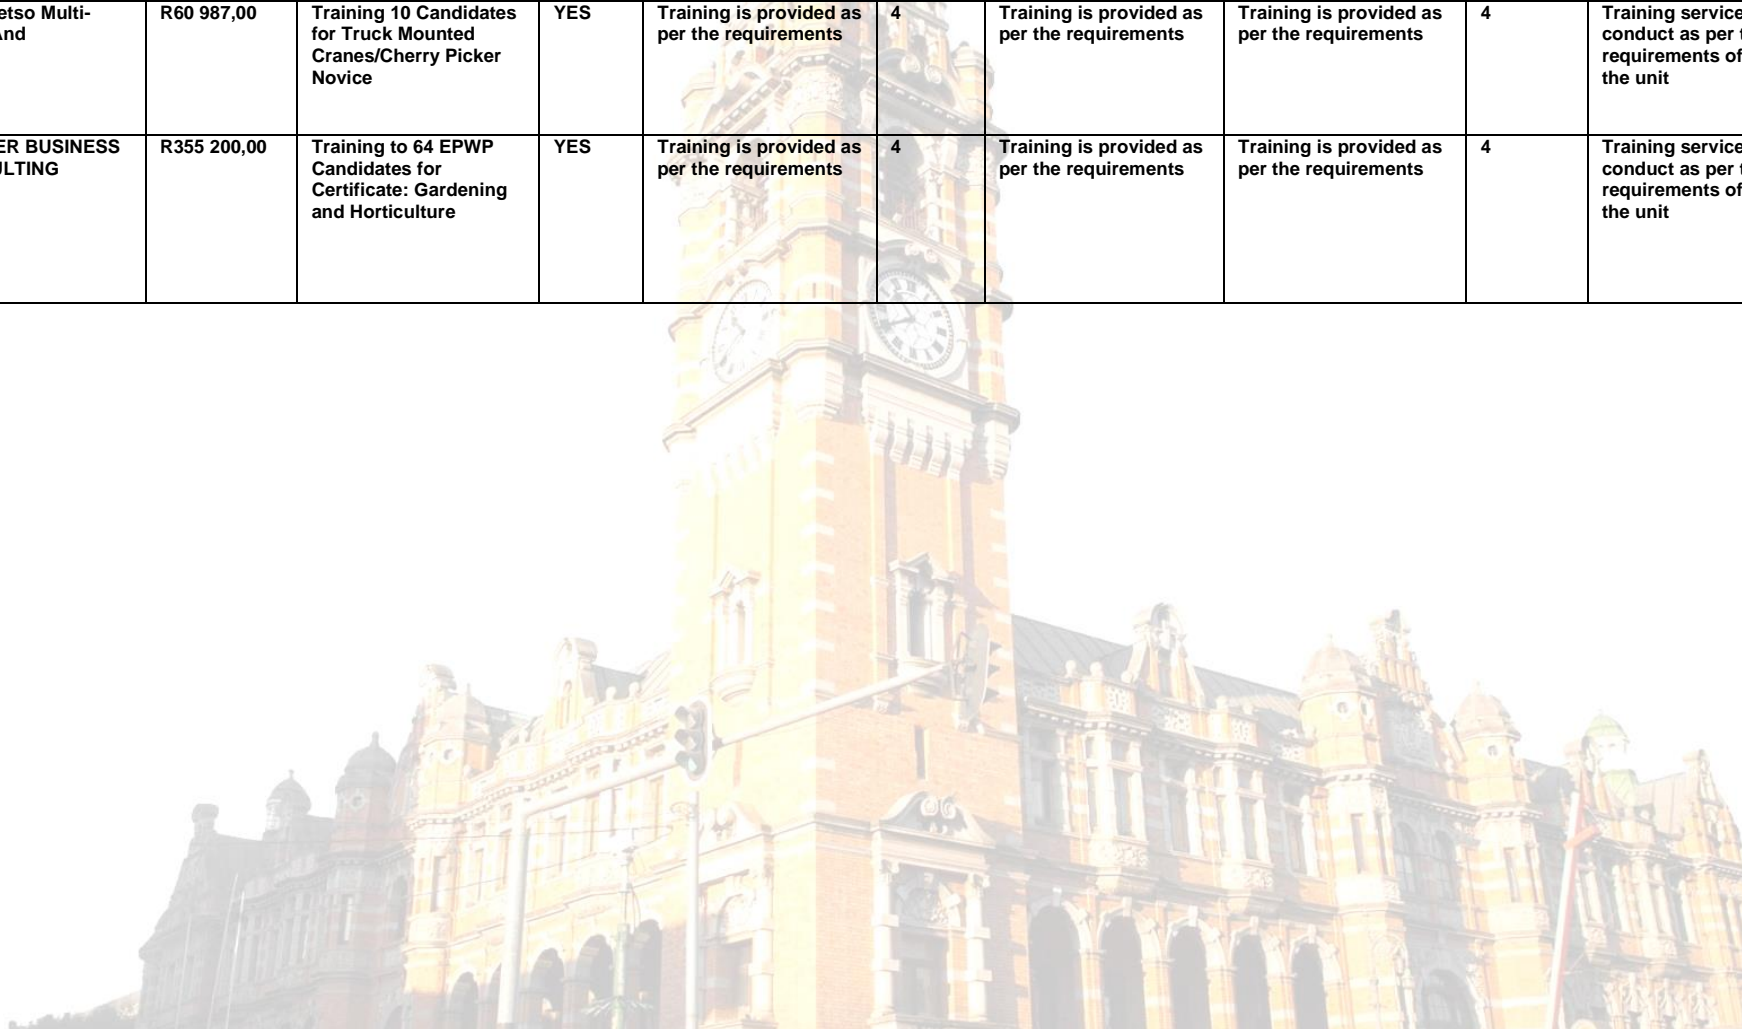 etso Multi-
And
R60 987,00
Training 10 Candidates
for Truck Mounted
Cranes/Cherry Picker
Novice
YES
Training is provided as
per the requirements
4
Training is provided as
per the requirements
Training is provided as
per the requirements
4
Training service
conduct as per
requirements of
the unit
ER BUSINESS
LTING
R355 200,00
Training to 64 EPWP
Candidates for
Certificate: Gardening
and Horticulture
YES
Training is provided as
per the requirements
4
Training is provided as
per the requirements
Training is provided as
per the requirements
4
Training service
conduct as per
requirements of
the unit